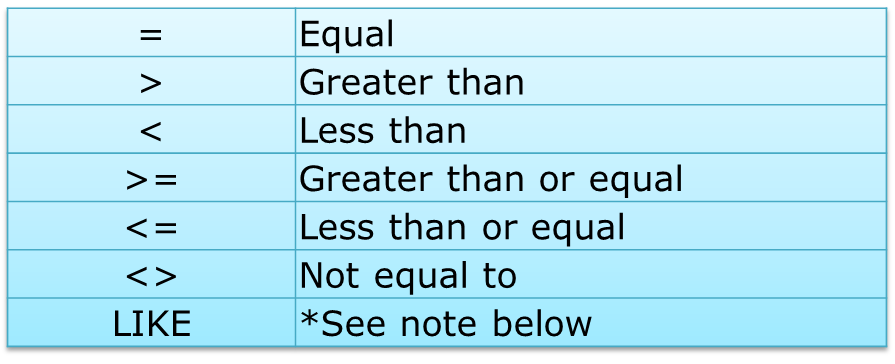 = Equal
> Greater than
< Less than
>= Greater than or equal
<= Less than or equal
<> Not equal to
LIKE *See note below